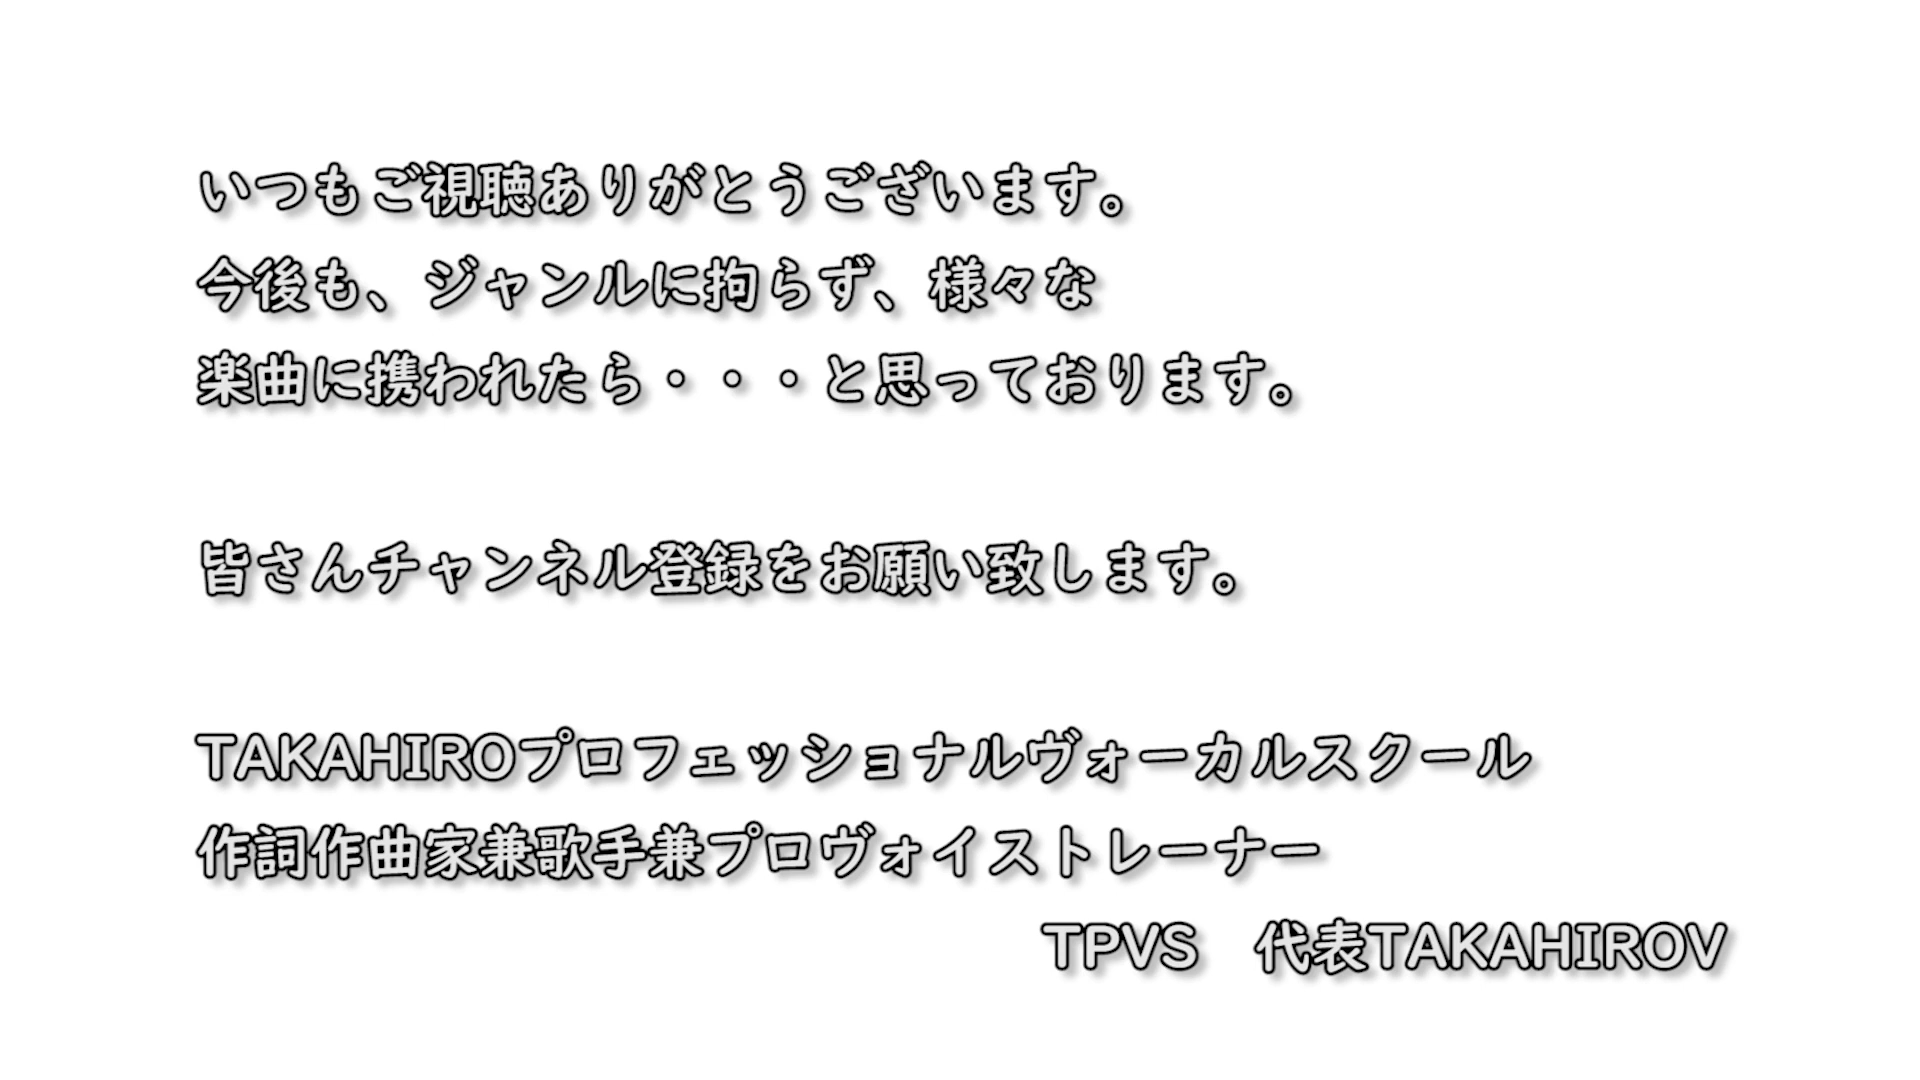 いつもご視聴ありがとうございます。
今後も、ジャンルに拘らず、様々な
楽曲に携われたら・・・と思っております。
皆さんチャンネル登録をお願い致します。
TAKAHIROプロフェッショナルヴォーカルスクール
作詞作曲家兼歌手兼プロヴォイストレーナー
TPVS　代表TAKAHIROV